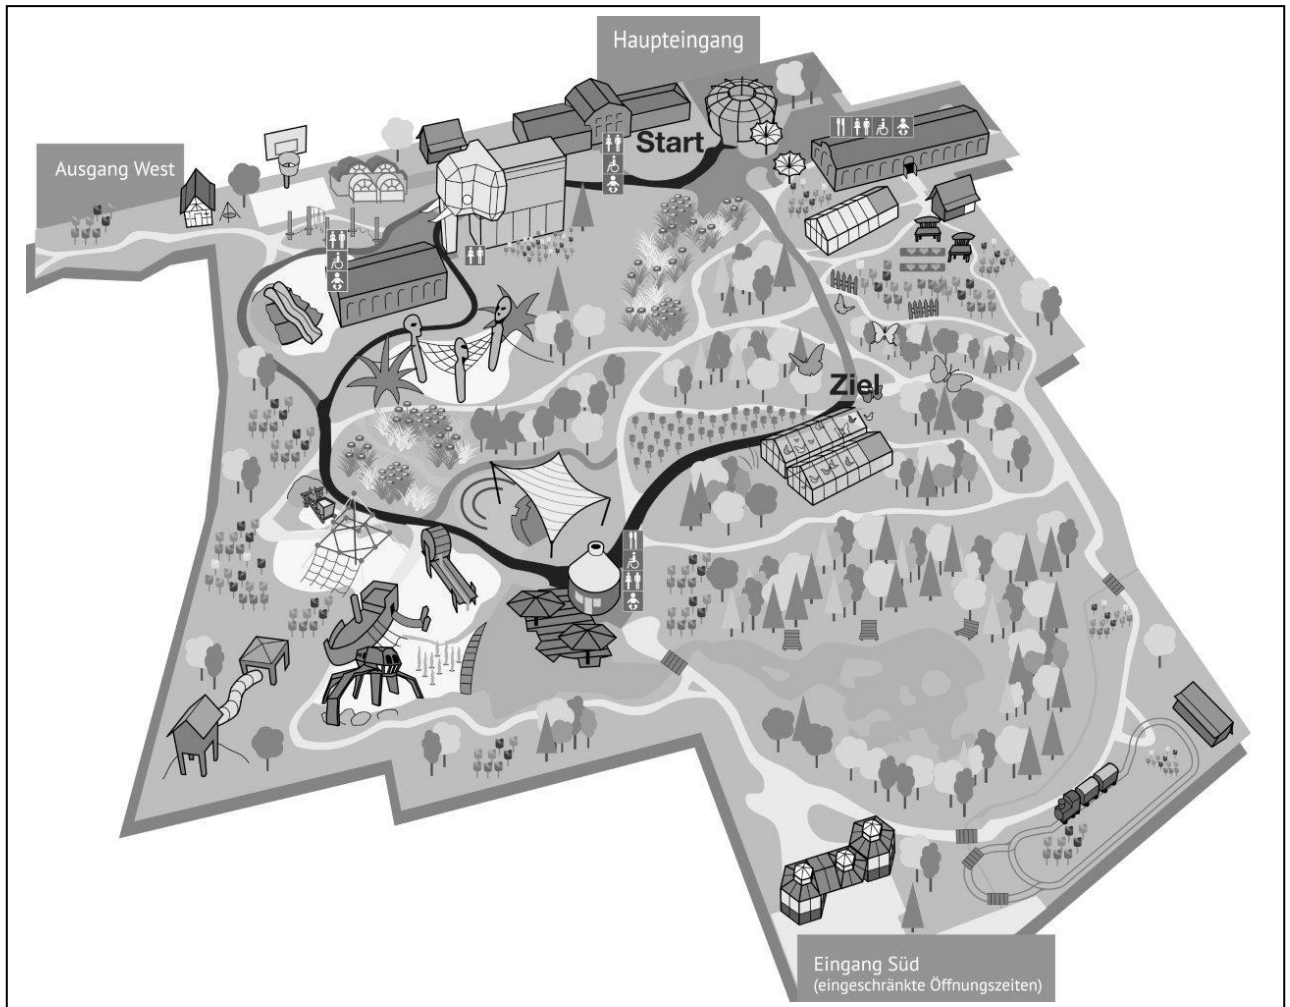 Haupteingang
Start
Ausgang West
Ziel
Eingang Süd
(eingeschränkte Öffnungszeiten)